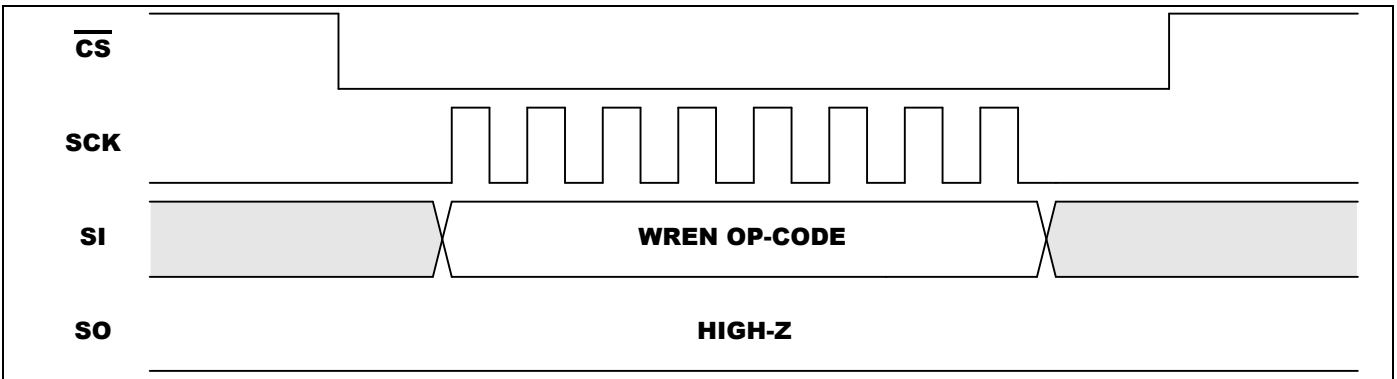 CS
SCK
SI
WREN OP-CODE
SO
HIGH-Z